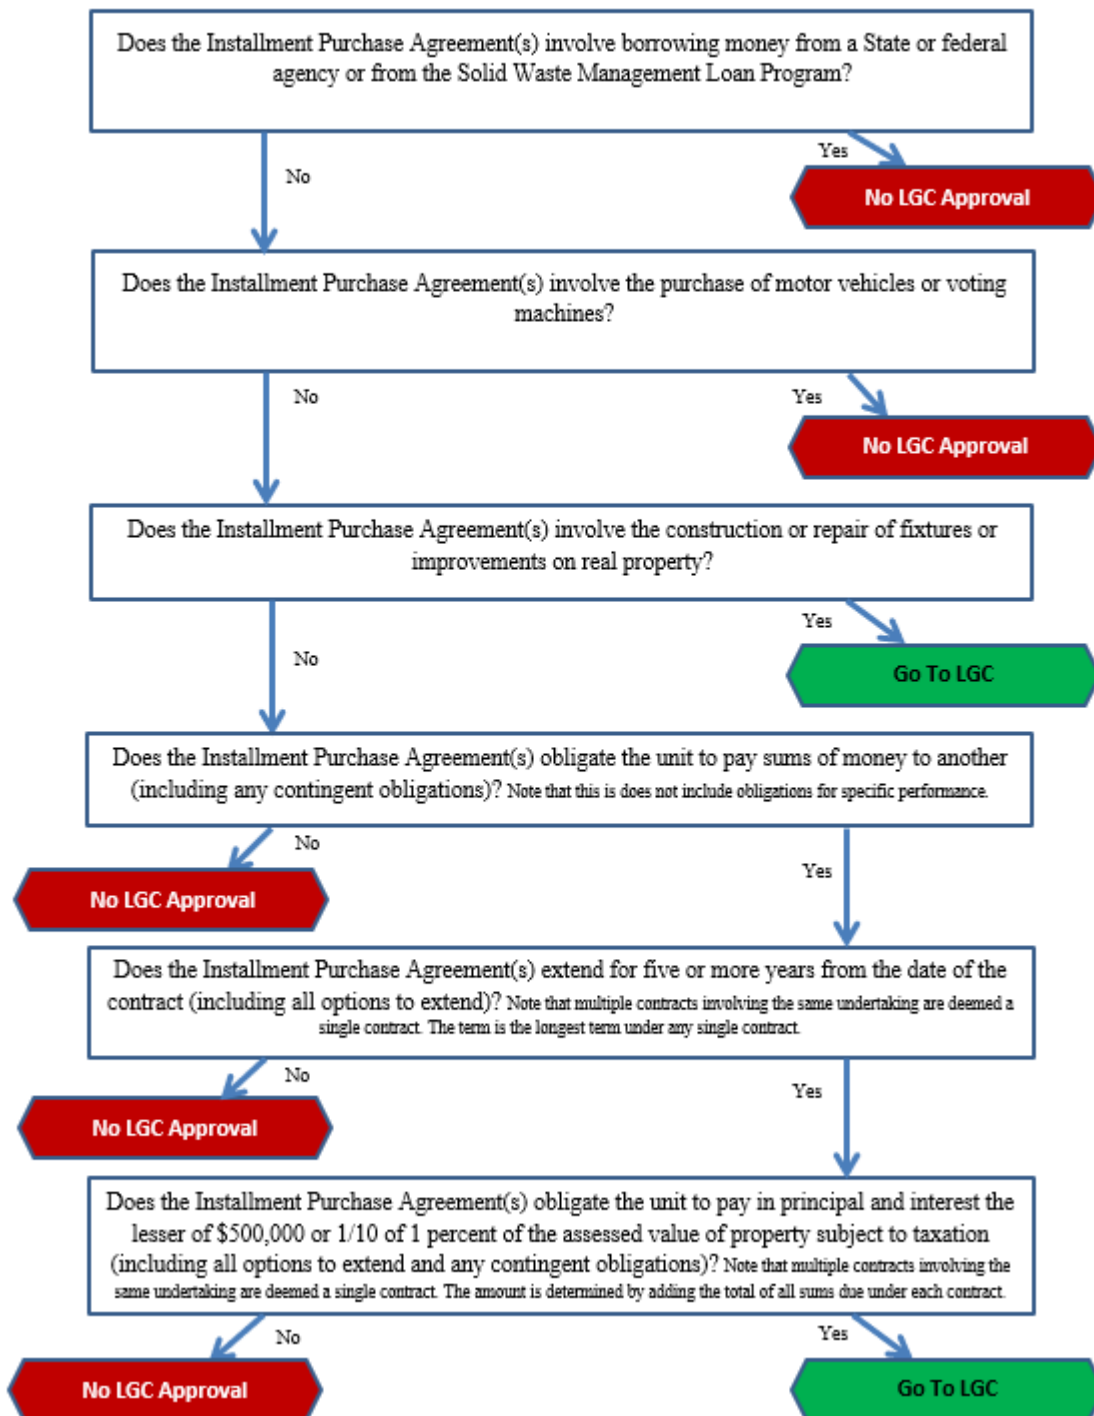 Does the Installment Purchase Agreement(s) involve borrowing money from a State or federal
agency or from the Solid Waste Management Loan Program?
Yes
No
No LGC Approval
Does the Installment Purchase Agreement(s) involve the purchase of motor vehicles or voting
machines?
No
Yes
No LGC Approval
Does the Installment Purchase Agreement(s) involve the construction or repair of fixtures or
improvements on real property?
Yes
No
Go To LGC
Does the Installment Purchase Agreement(s) obligate the unit to pay sums of money to another
(including any contingent obligations)? Note that this is does not include obligations for specific performance.
No
Yes
No LGC Approval
Does the Installment Purchase Agreement(s) extend for five or more years from the date of the
contract (including all options to extend)? Note that multiple contracts involving the same undertaking are deemed a
single contract. The term is the longest term under any single contract.
No
Yes
No LGC Approval
Does the Installment Purchase Agreement(s) obligate the unit to pay in principal and interest the
lesser of $500,000 or 1/10 of 1 percent of the assessed value of property subject to taxation
(including all options to extend and any contingent obligations)? Note that multiple contracts involving the
same undertaking are deemed a single contract. The amount is determined by adding the total of all sums due under each contract.
No
Yes
No LGC Approval
Go To LGC